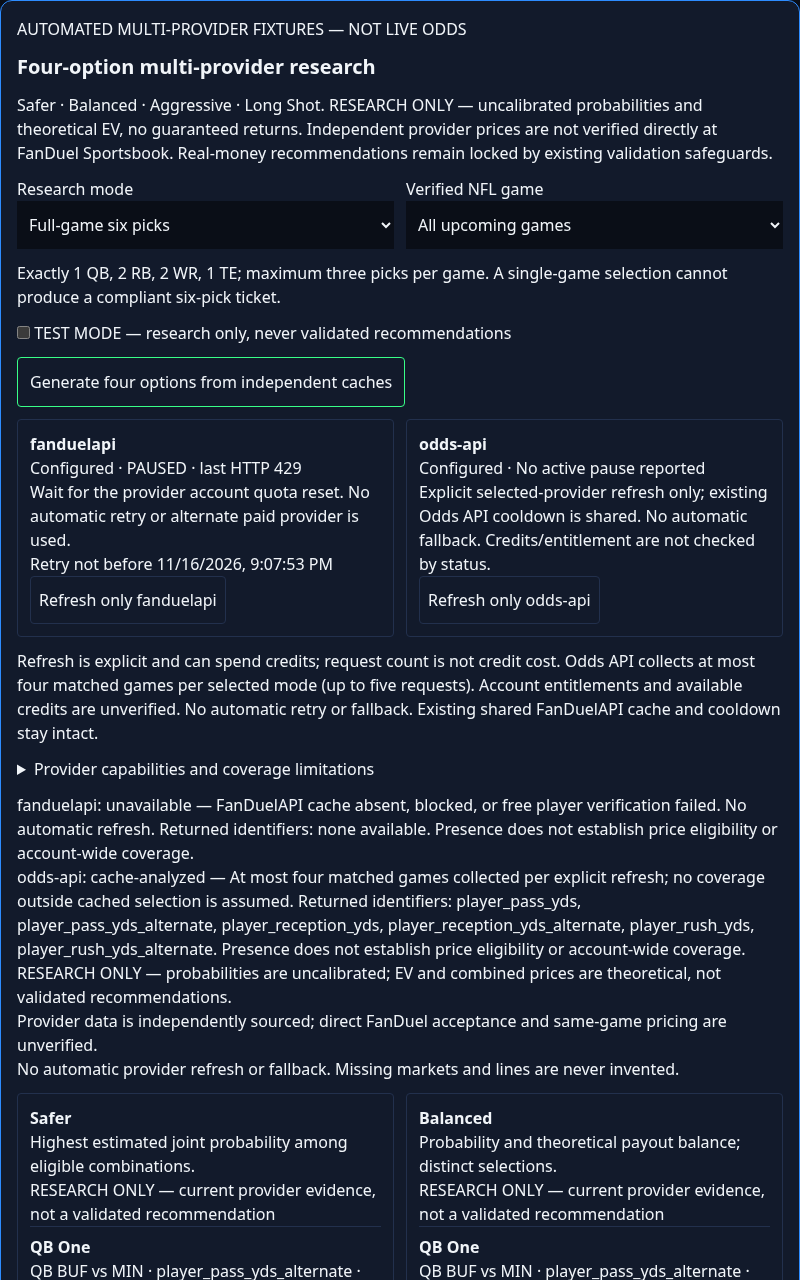 AUTOMATED MULTI-PROVIDER FIXTURES — NOT LIVE ODDS
Four-option multi-provider research
Safer · Balanced · Aggressive · Long Shot. RESEARCH ONLY — uncalibrated probabilities and
theoretical EV, no guaranteed returns. Independent provider prices are not verified directly at
FanDuel Sportsbook. Real-money recommendations remain locked by existing validation safeguards.
Research mode
Full-game six picks
Verified NFL game
All upcoming games
Exactly 1 QB, 2 RB, 2 WR, 1 TE; maximum three picks per game. A single-game selection cannot
produce a compliant six-pick ticket.
TEST MODE — research only, never validated recommendations
Generate four options from independent caches
fanduelapi
Configured · PAUSED · last HTTP 429
Wait for the provider account quota reset. No
automatic retry or alternate paid provider is
used.
Retry not before 11/16/2026, 9:07:53 PM
Refresh only fanduelapi
odds-api
Configured · No active pause reported
Explicit selected-provider refresh only; existing
Odds API cooldown is shared. No automatic
fallback. Credits/entitlement are not checked
by status.
Refresh only odds-api
Refresh is explicit and can spend credits; request count is not credit cost. Odds API collects at most
four matched games per selected mode (up to five requests). Account entitlements and available
credits are unverified. No automatic retry or fallback. Existing shared FanDuelAPI cache and cooldown
stay intact.
Provider capabilities and coverage limitations
fanduelapi: unavailable — FanDuelAPI cache absent, blocked, or free player verification failed. No
automatic refresh. Returned identifiers: none available. Presence does not establish price eligibility or
account-wide coverage.
odds-api: cache-analyzed — At most four matched games collected per explicit refresh; no coverage
outside cached selection is assumed. Returned identifiers: player_pass_yds,
player_pass_yds_alternate, player_reception_yds, player_reception_yds_alternate, player_rush_yds,
player_rush_yds_alternate. Presence does not establish price eligibility or account-wide coverage.
RESEARCH ONLY — probabilities are uncalibrated; EV and combined prices are theoretical, not
validated recommendations.
Provider data is independently sourced; direct FanDuel acceptance and same-game pricing are
unverified.
No automatic provider refresh or fallback. Missing markets and lines are never invented.
Safer
Highest estimated joint probability among
eligible combinations.
RESEARCH ONLY — current provider evidence,
not a validated recommendation
QB One
QB BUF vs MIN · player_pass_yds_alternate ·
Balanced
Probability and theoretical payout balance;
distinct selections.
RESEARCH ONLY — current provider evidence,
not a validated recommendation
QB One
QB BUF vs MIN · player_pass_yds_alternate ·